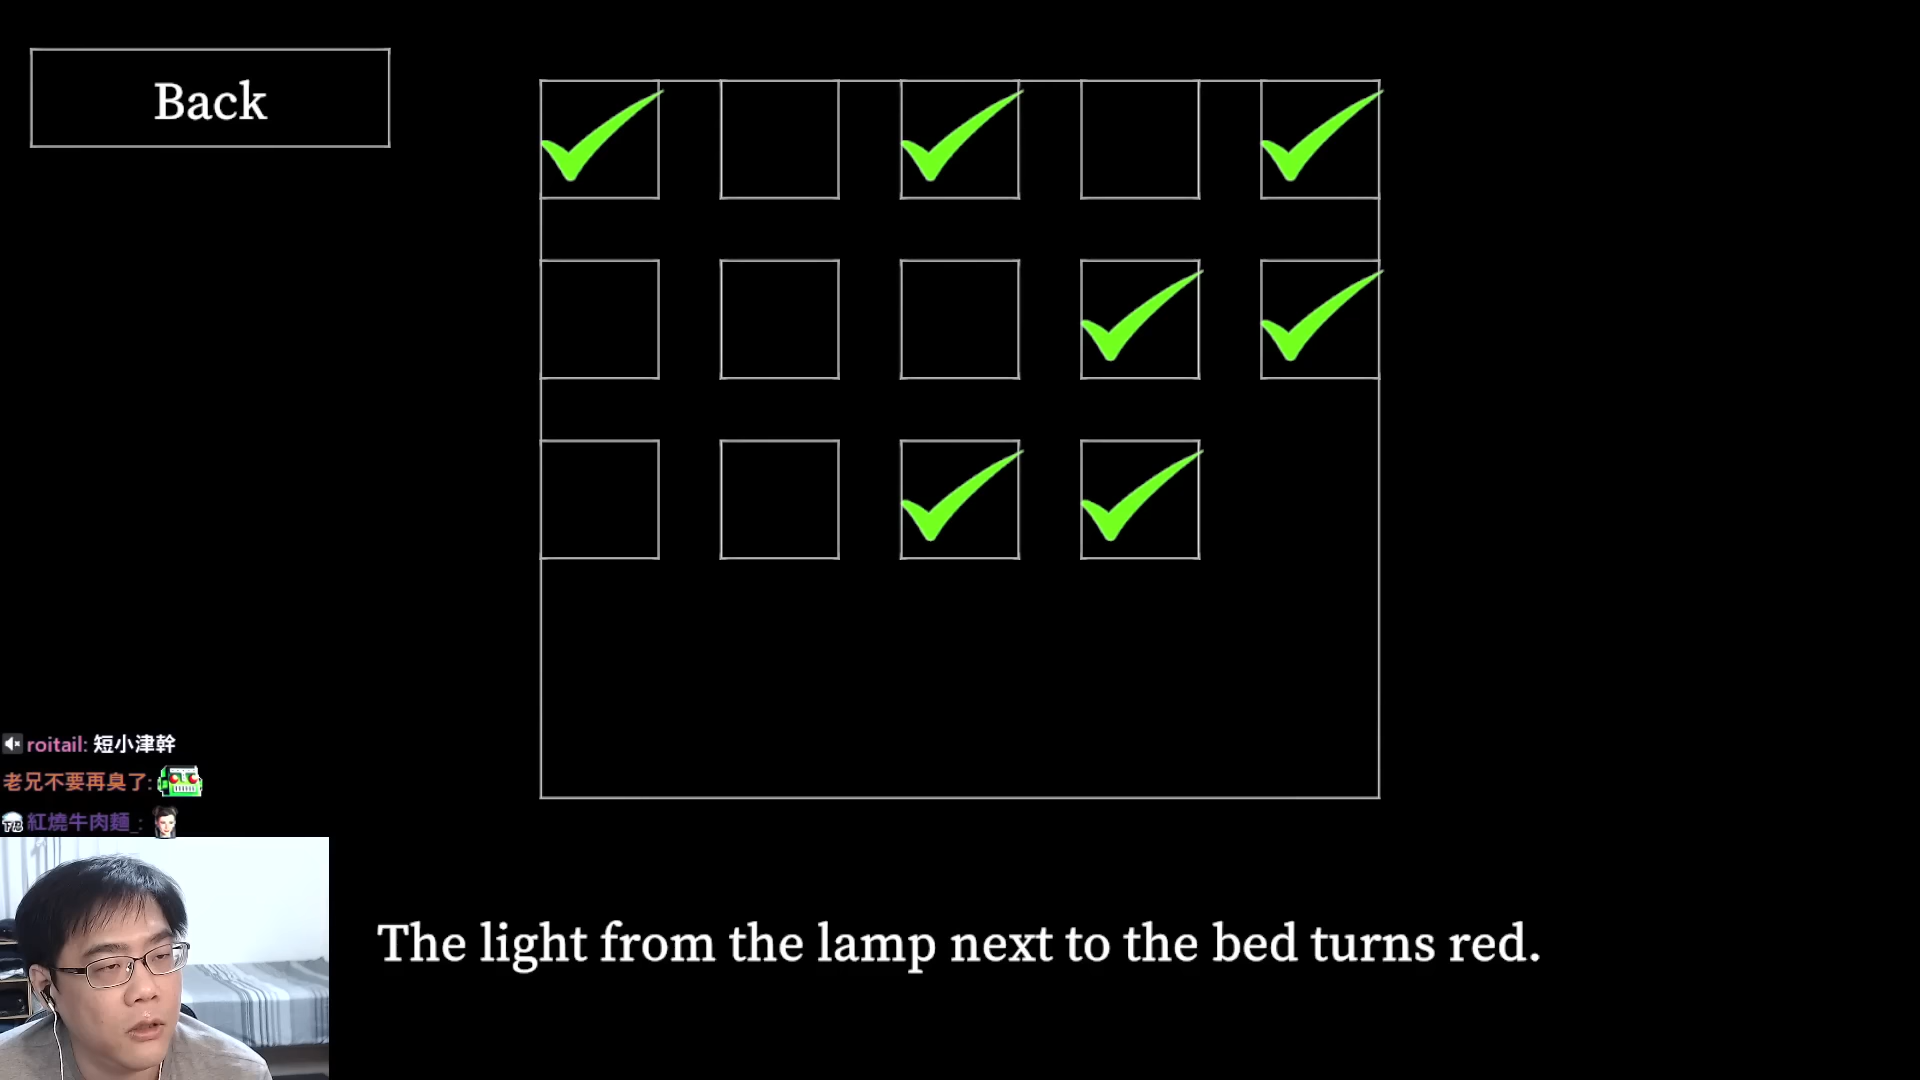 Back
roitail: 短小津幹
老兄不要再臭了:
紅燒牛肉麵_:
The light from the lamp next to the bed turns red.